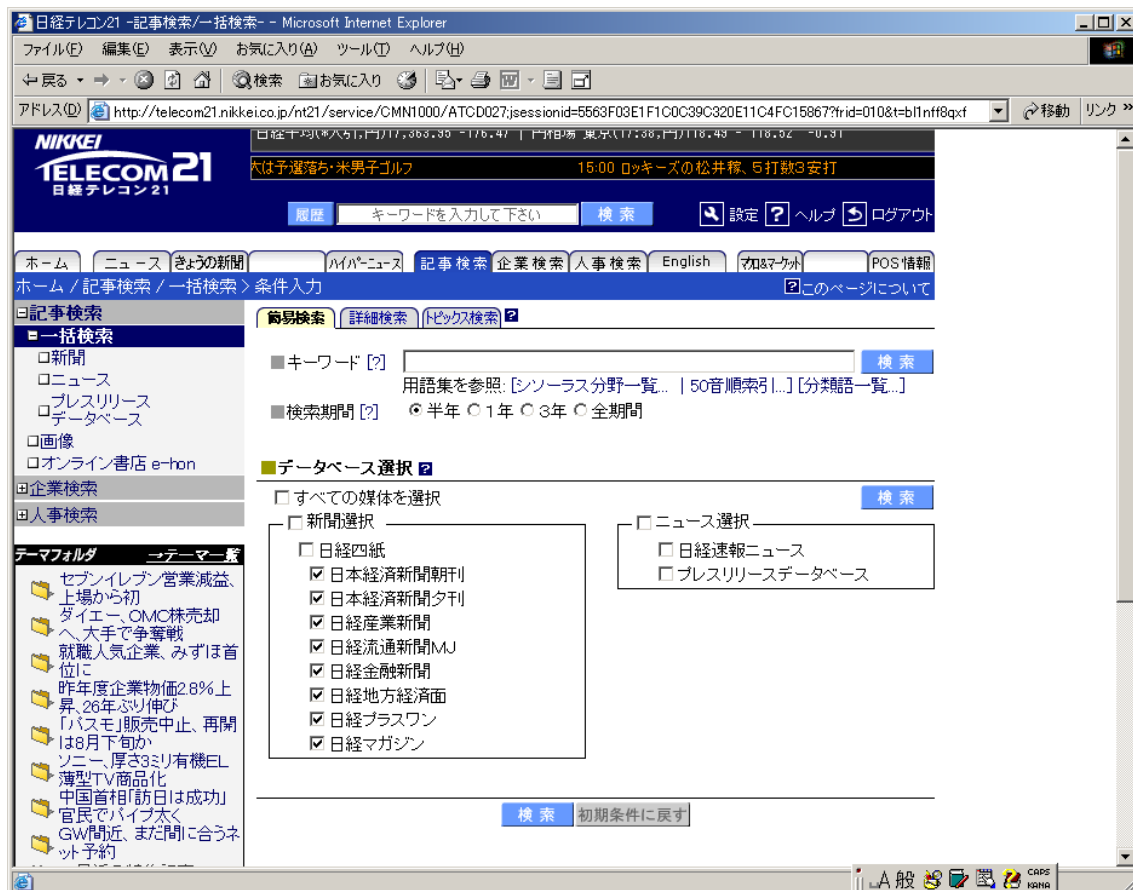 日経テレコン21 -記事検索/一括検索- - Microsoft Internet Explorer
ファイル(F) 編集(E) 表示(V) お気に入り(A) ツール(T) ヘルプ(H)
戻る 検索 お気に入り
アドレス(D) http://telecom21.nikkei.co.jp/nt21/service/CMN1000/ATCD027;jsessionid=5563F03E1F1C0C39C320E11C4FC15867?frid=010&t=bl1nff8qxf 移動 リンク »
NIKKEI
TELECOM21
日経テレコン21
日経平均(大引,円)17,363.95 -176.47 | 円相場 東京(17:38,円)118.49 - 118.52 -0.91
大は予選落ち・米男子ゴルフ 15:00 ロッキーズの松井稼、5打数3安打
履歴 キーワードを入力して下さい 検索 設定 ? ヘルプ ログアウト
ホーム ニュース きょうの新聞 ハイパーニュース 記事検索 企業検索 人事検索 English マクロ&マーケット POS情報
ホーム / 記事検索 / 一括検索 > 条件入力 ? このページについて
記事検索
一括検索
新聞
ニュース
プレスリリース
データベース
画像
オンライン書店 e-hon
企業検索
人事検索
テーマフォルダ →テーマ一覧
セブンイレブン営業減益、
上場から初
ダイエー、OMC株売却
へ、大手で争奪戦
就職人気企業、みずほ首
位に
昨年度企業物価2.8%上
昇、26年ぶり伸び
「パスモ」販売中止、再開
は8月下旬か
ソニー、厚さ3ミリ有機EL
薄型TV商品化
中国首相「訪日は成功」
官民でパイプ太く
GW間近、まだ間に合うネ
ット予約
簡易検索 詳細検索 トピックス検索 ?
キーワード [?] 検索
用語集を参照: [シソーラス分野一覧... | 50音順索引...] [分類語一覧...]
検索期間 [?] 半年 1年 3年 全期間
データベース選択 ?
すべての媒体を選択 検索
新聞選択
日経四紙
日本経済新聞朝刊
日本経済新聞夕刊
日経産業新聞
日経流通新聞MJ
日経金融新聞
日経地方経済面
日経プラスワン
日経マガジン
ニュース選択
日経速報ニュース
プレスリリースデータベース
検索 初期条件に戻す
A 般 CAPS
KANA